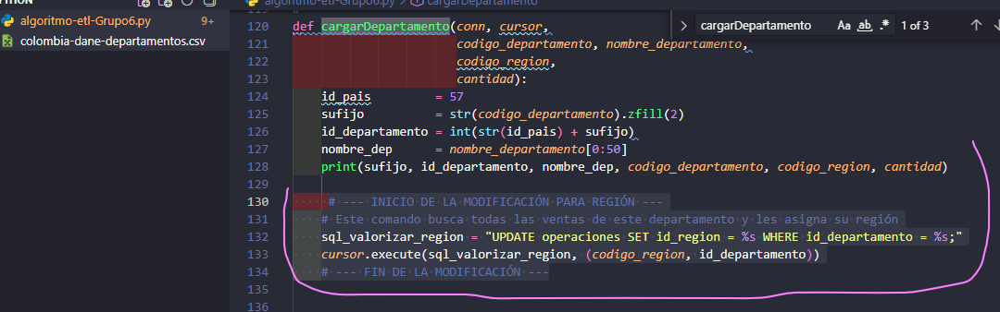 YTHON
algoritmo-etl-Grupo6.py 9+
colombia-dane-departamentos.csv
algoritmo-etl-Grupo6.py > cargarDepartamento
cargarDepartamento Aa ab .* 1 of 3
119 #
120 def cargarDepartamento(conn, cursor,
121 codigo_departamento, nombre_departamento,
122 codigo_region,
123 cantidad):
124 id_pais = 57
125 sufijo = str(codigo_departamento).zfill(2)
126 id_departamento = int(str(id_pais) + sufijo)
127 nombre_dep = nombre_departamento[0:50]
128 print(sufijo, id_departamento, nombre_dep, codigo_departamento, codigo_region, cantidad)
129
130 # --- INICIO DE LA MODIFICACIÓN PARA REGIÓN ---
131 # Este comando busca todas las ventas de este departamento y les asigna su región
132 sql_valorizar_region = "UPDATE operaciones SET id_region = %s WHERE id_departamento = %s;"
133 cursor.execute(sql_valorizar_region, (codigo_region, id_departamento))
134 # --- FIN DE LA MODIFICACIÓN ---
135